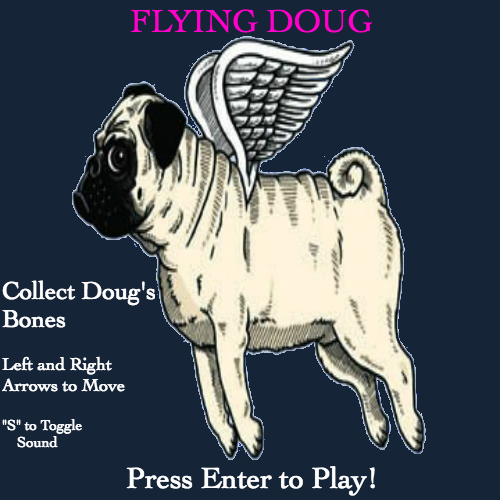 FLYING DOUG
Collect Doug's
Bones
Left and Right
Arrows to Move
"S" to Toggle
Sound
Press Enter to Play!